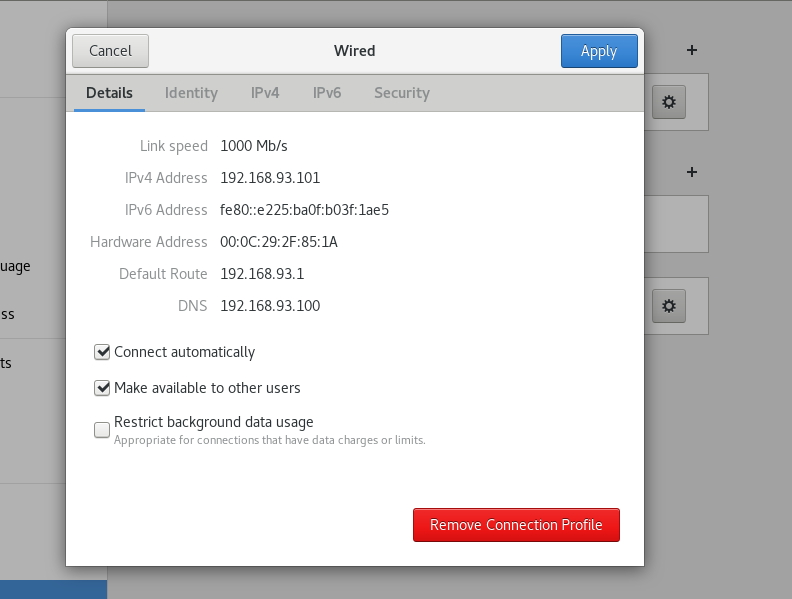 Cancel
Wired
Apply
Details
Identity
IPv4
IPv6
Security
Link speed 1000 Mb/s
IPv4 Address 192.168.93.101
IPv6 Address fe80::e225:ba0f:b03f:1ae5
Hardware Address 00:0C:29:2F:85:1A
Default Route 192.168.93.1
DNS 192.168.93.100
Connect automatically
Make available to other users
Restrict background data usage
Appropriate for connections that have data charges or limits.
Remove Connection Profile
uage
ss
ts